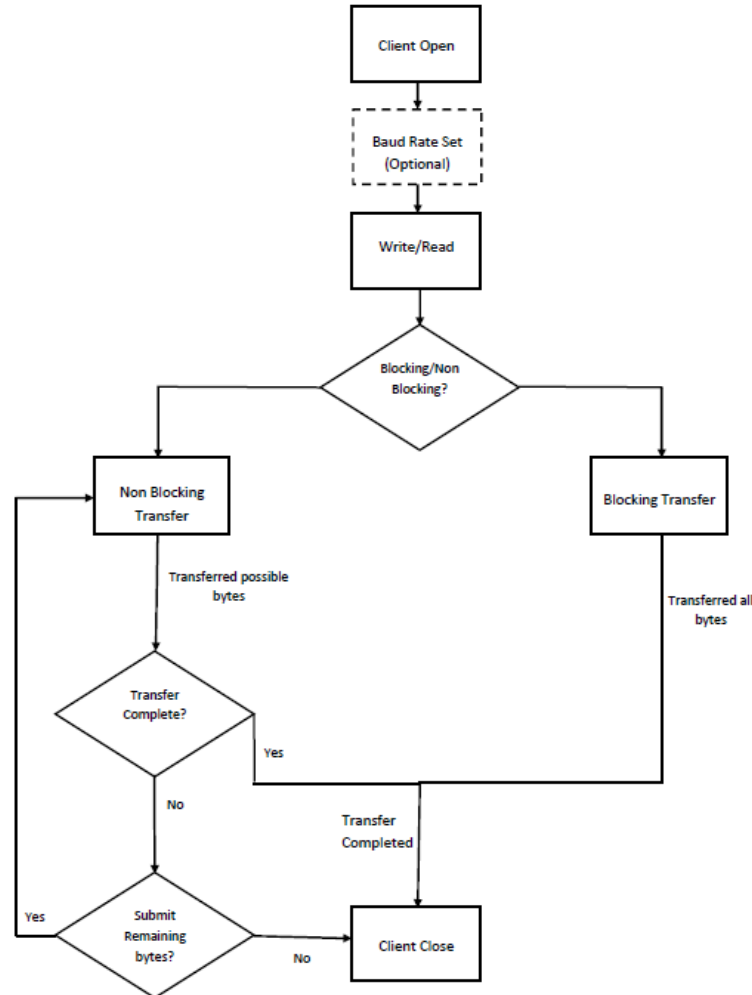 Client Open
Baud Rate Set
(Optional)
Write/Read
Blocking/Non
Blocking?
Non Blocking
Transfer
Blocking Transfer
Transferred possible
bytes
Transferred all
bytes
Transfer
Complete?
Yes
No
Transfer
Completed
Yes
Submit
Remaining
bytes?
No
Client Close